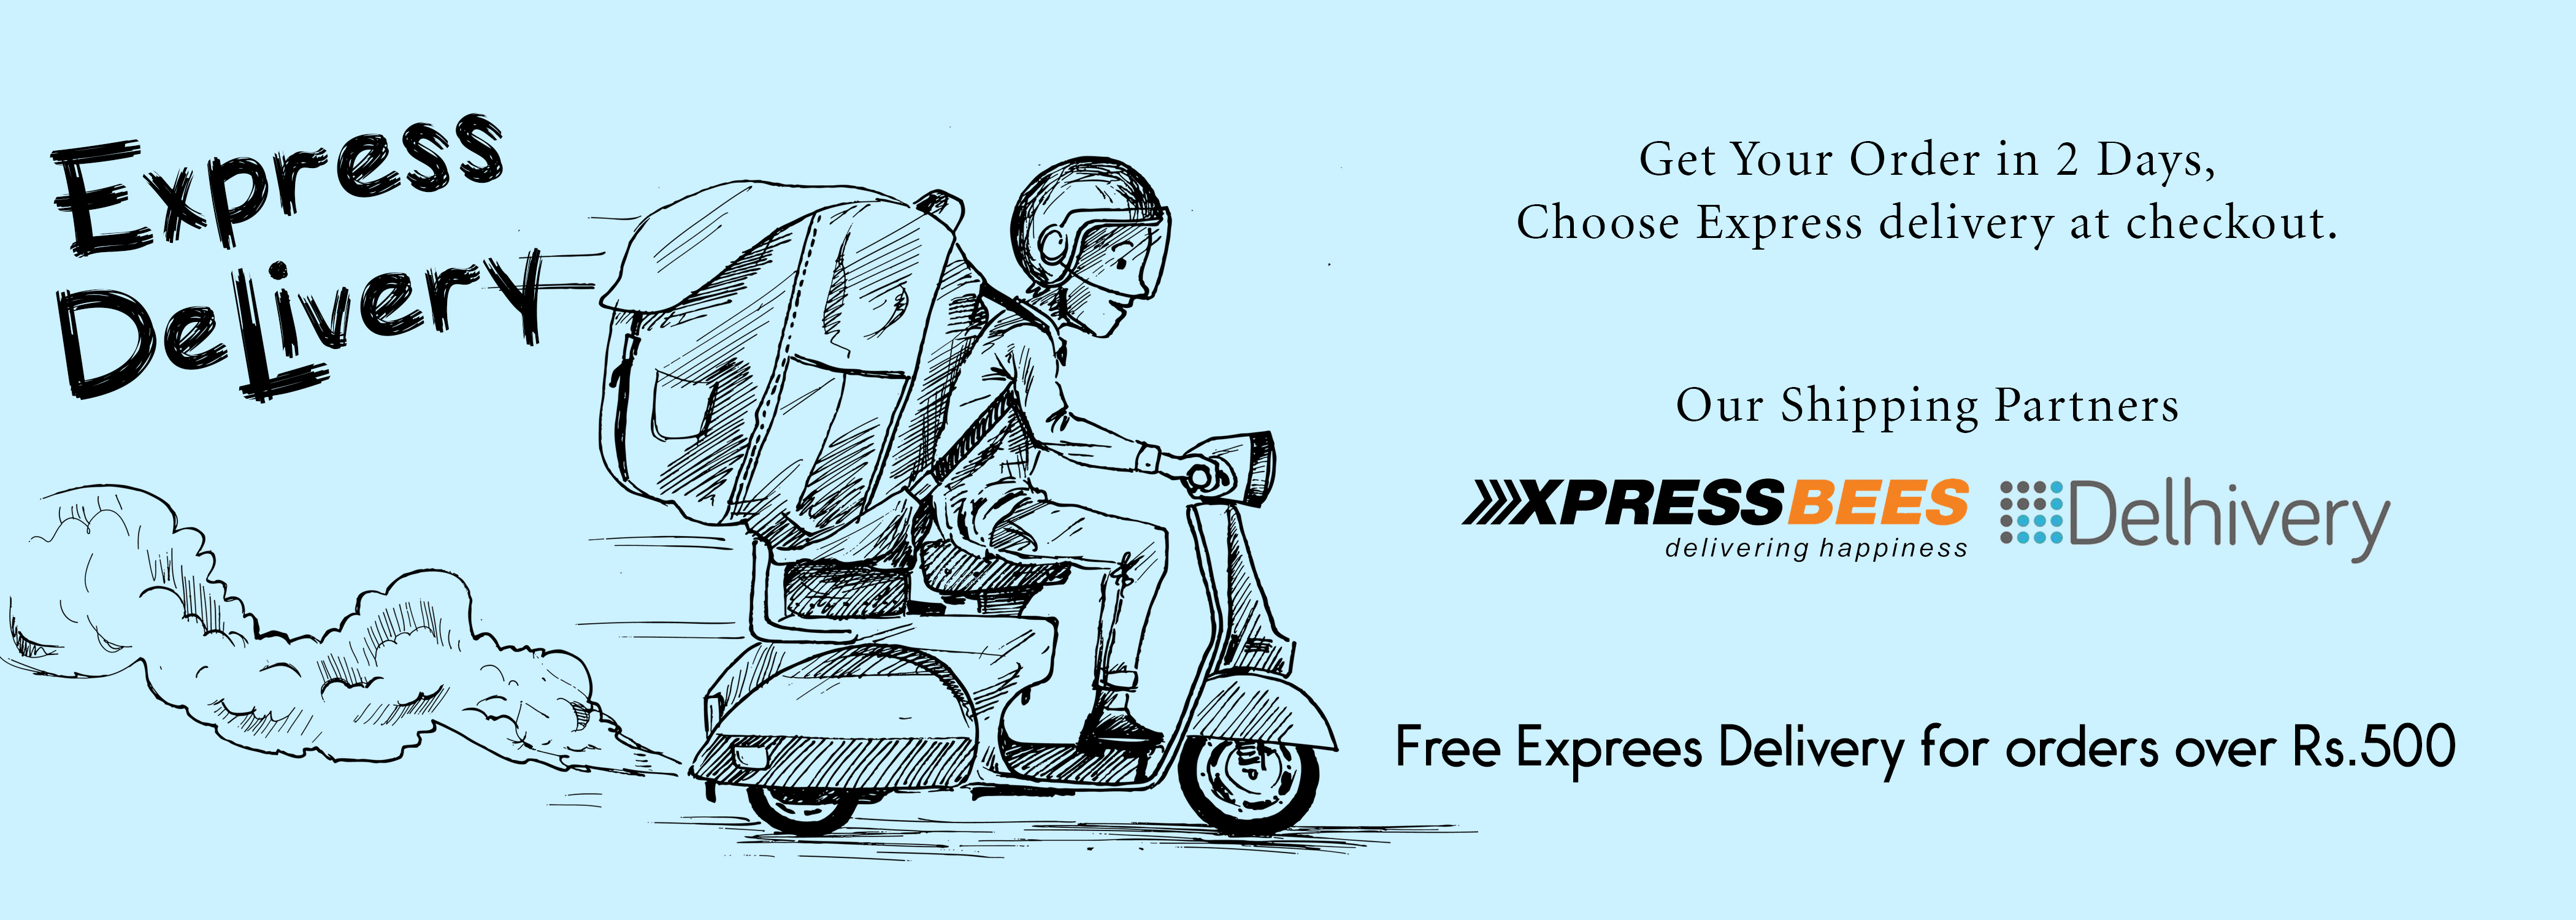 Express
DeLivery
Get Your Order in 2 Days,
Choose Express delivery at checkout.
Our Shipping Partners
XPRESSBEES
delivering happiness
Delhivery
Free Exprees Delivery for orders over Rs.500